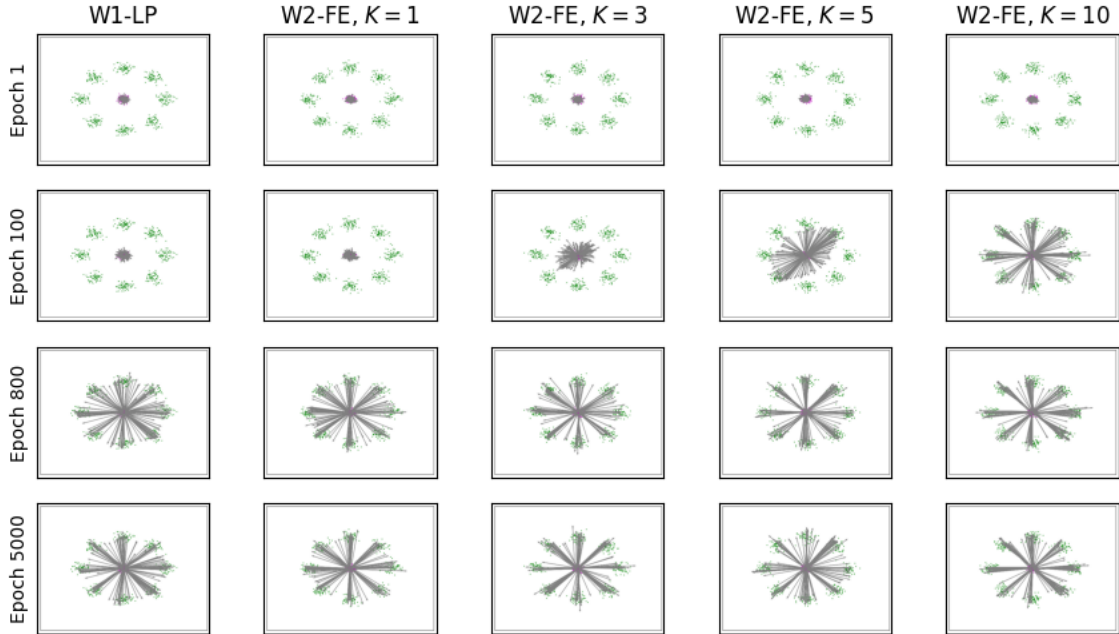 W1-LP W2-FE, K = 1 W2-FE, K = 3 W2-FE, K = 5 W2-FE, K = 10
Epoch 1
Epoch 100
Epoch 800
Epoch 5000